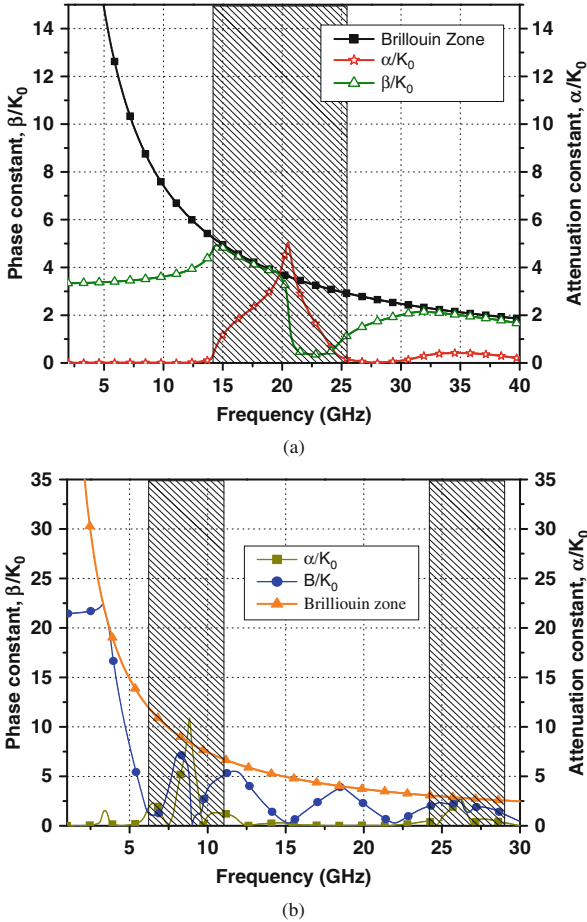 14
12
10
8
6
4
2
0
Phase constant, β/K0
14
12
10
8
6
4
2
0
Attenuation constant, α/K0
Brillouin Zone
α/K0
β/K0
5 10 15 20 25 30 35 40
Frequency (GHz)
(a)
35
30
25
20
15
10
5
0
Phase constant, β/K0
35
30
25
20
15
10
5
0
Attenuation constant, α/K0
α/K0
B/K0
Brilliouin zone
5 10 15 20 25 30
Frequency (GHz)
(b)